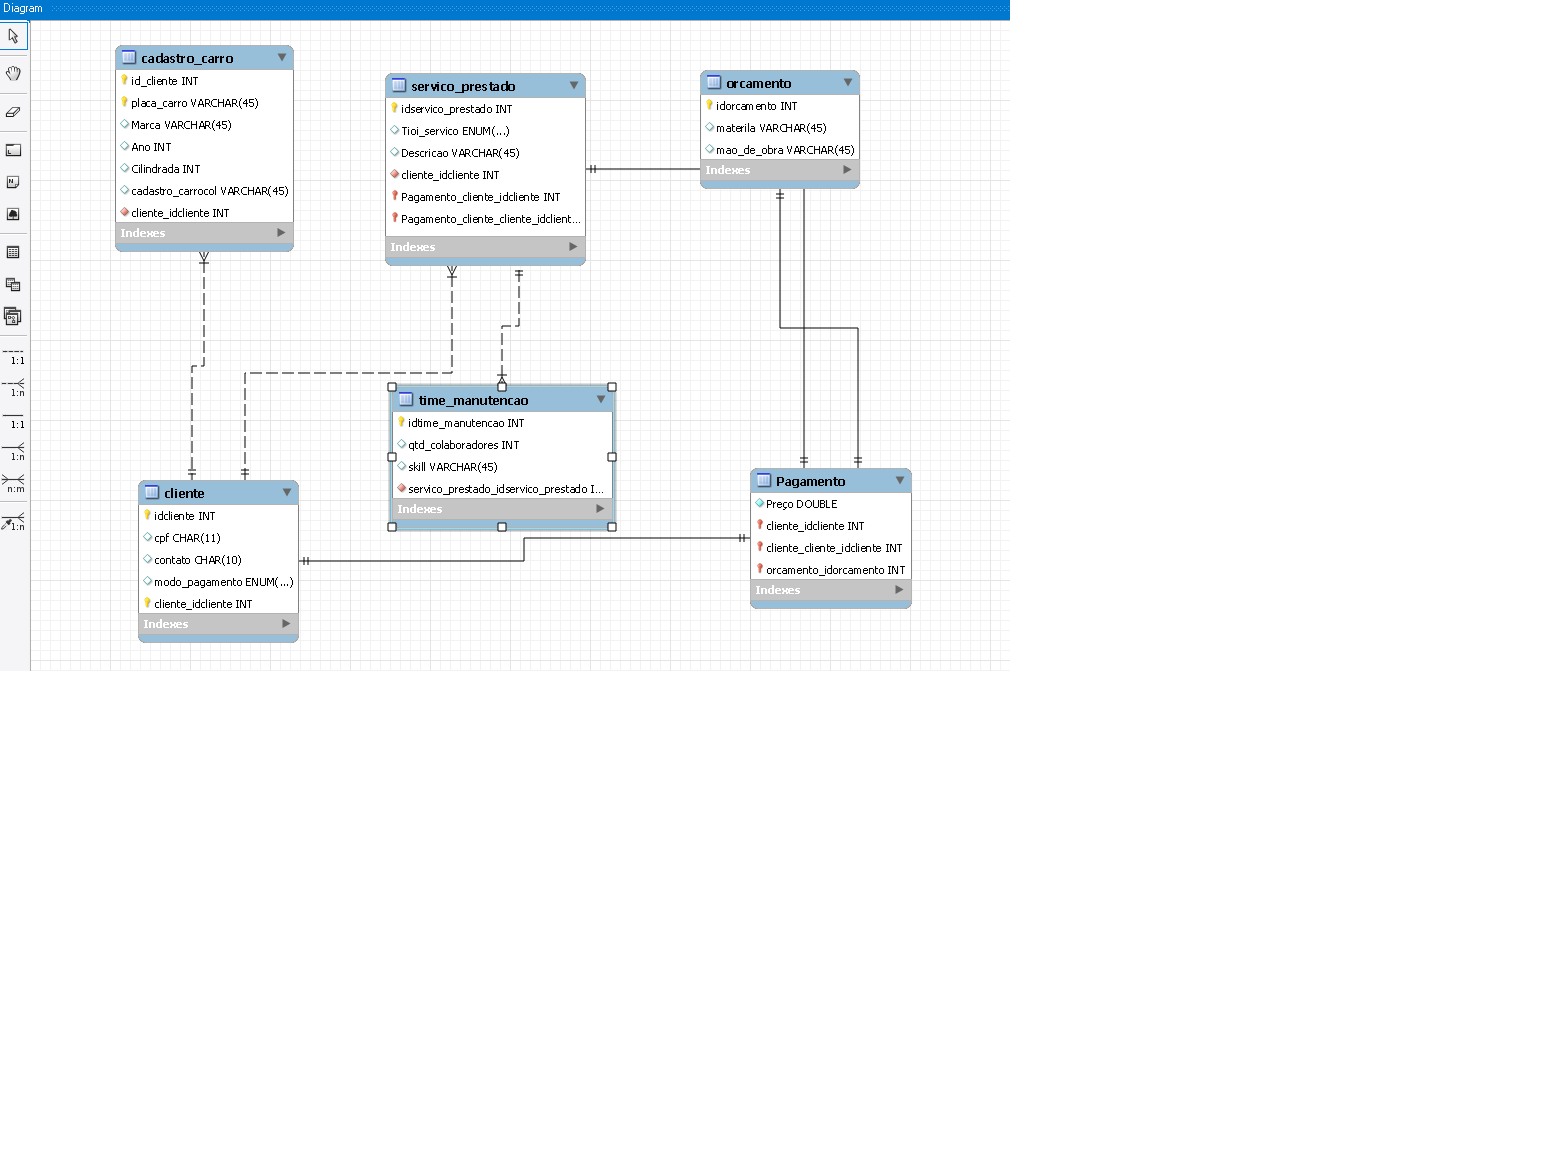 Diagram
cadastro_carro
id_cliente INT
placa_carro VARCHAR(45)
Marca VARCHAR(45)
Ano INT
Cilindrada INT
cadastro_carrocol VARCHAR(45)
cliente_idcliente INT
Indexes
servico_prestado
idservico_prestado INT
Tioi_servico ENUM(...)
Descricao VARCHAR(45)
cliente_idcliente INT
Pagamento_cliente_idcliente INT
Pagamento_cliente_cliente_idclient...
Indexes
orcamento
idorcamento INT
materila VARCHAR(45)
mao_de_obra VARCHAR(45)
Indexes
1:1
1:n
1:1
1:n
n:m
1:n
time_manutencao
idtime_manutencao INT
qtd_colaboradores INT
skill VARCHAR(45)
servico_prestado_idservico_prestado I...
Indexes
cliente
idcliente INT
cpf CHAR(11)
contato CHAR(10)
modo_pagamento ENUM(...)
cliente_idcliente INT
Indexes
Pagamento
Preço DOUBLE
cliente_idcliente INT
cliente_cliente_idcliente INT
orcamento_idorcamento INT
Indexes